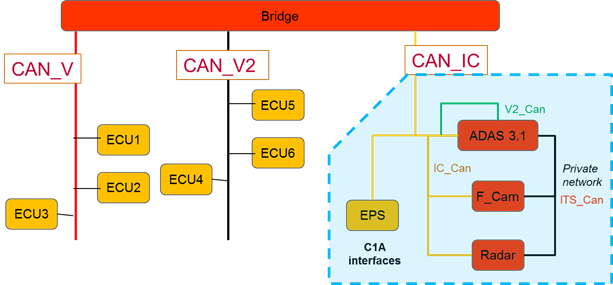 Bridge
CAN_V
CAN_V2
CAN_IC
ECU5
V2_Can
ECU1
ADAS 3.1
ECU6
IC_Can
Private
network
ECU4
ECU2
F_Cam
ITS_Can
ECU3
EPS
C1A
interfaces
Radar